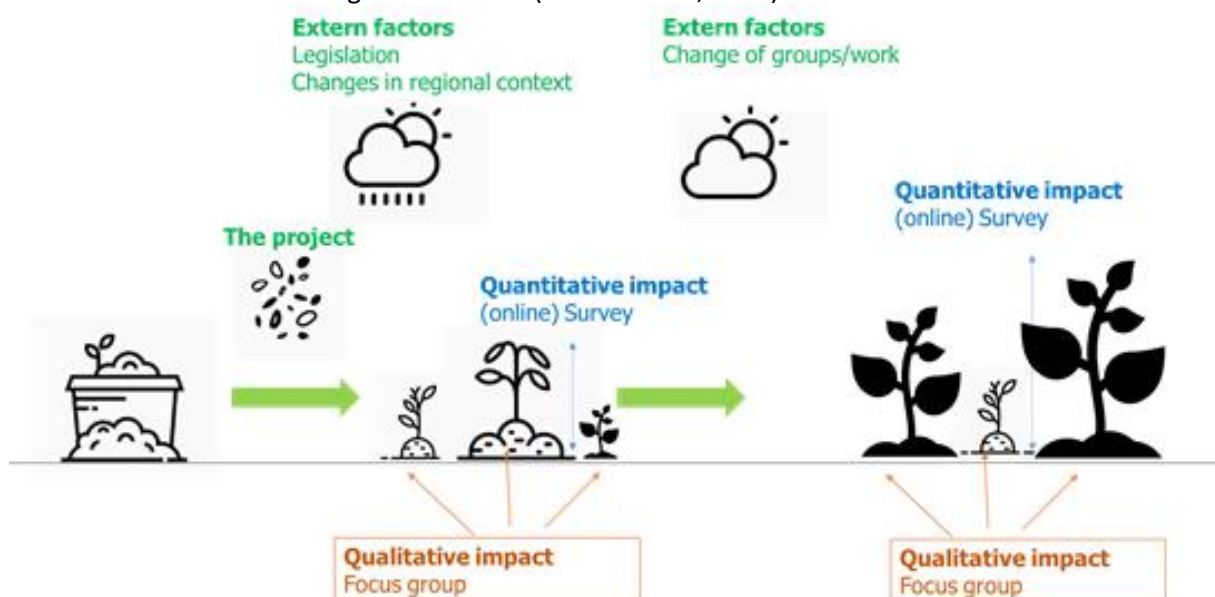 Extern factors
Legislation
Changes in regional context
Extern factors
Change of groups/work
The project
Quantitative impact
(online) Survey
Quantitative impact
(online) Survey
Qualitative impact
Focus group
Qualitative impact
Focus group